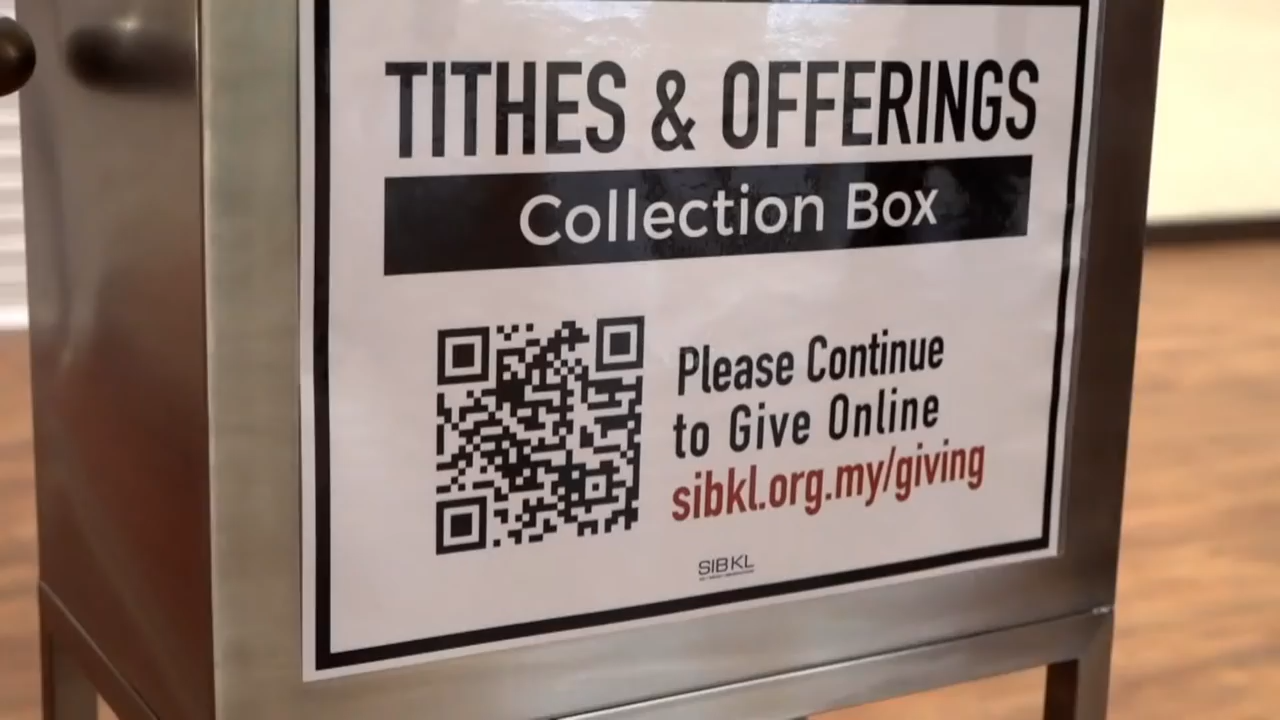 TITHES & OFFERINGS
Collection Box
Please Continue
to Give Online
sibkl.org.my/giving
SIBKL